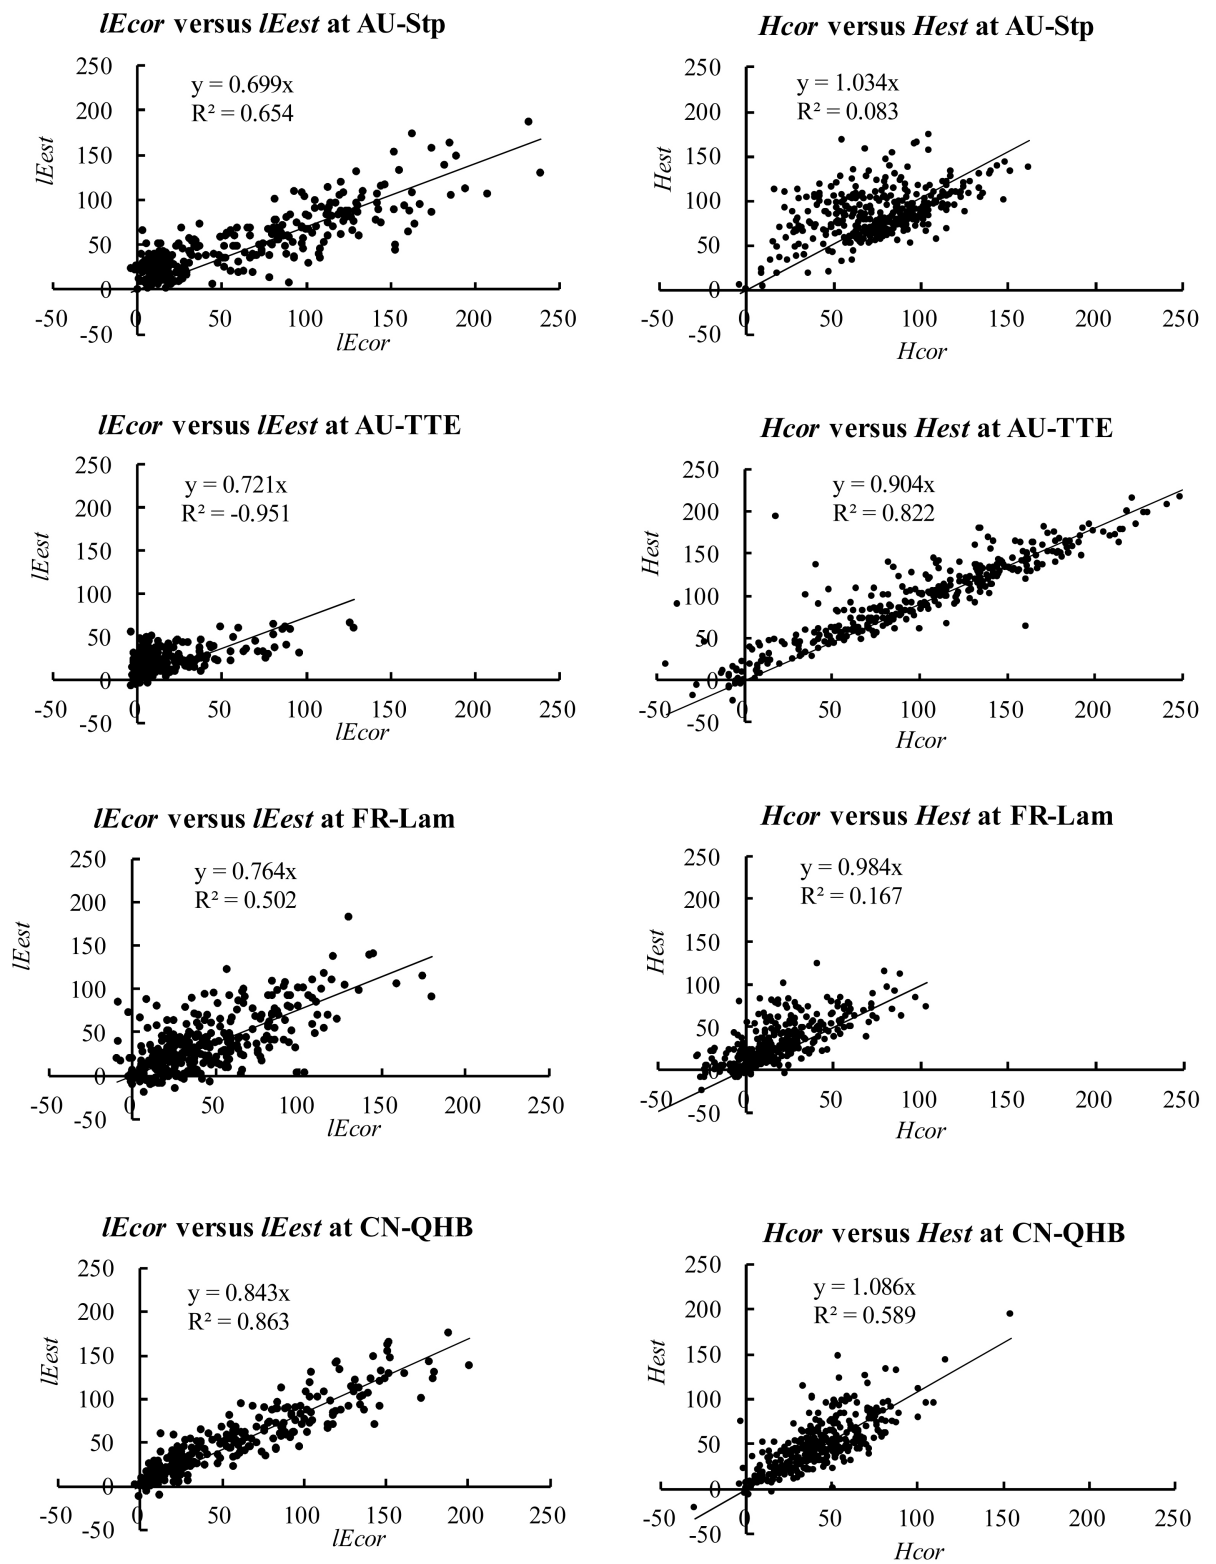 lEcor versus lEest at AU-Stp
250
200
150
100
50
0
-50
-50 0 50 100 150 200 250
y = 0.699x
R² = 0.654
lEest
lEcor
Hcor versus Hest at AU-Stp
250
200
150
100
50
0
-50
-50 0 50 100 150 200 250
y = 1.034x
R² = 0.083
Hest
Hcor
lEcor versus lEest at AU-TTE
250
200
150
100
50
0
-50
-50 0 50 100 150 200 250
y = 0.721x
R² = -0.951
lEest
lEcor
Hcor versus Hest at AU-TTE
250
200
150
100
50
0
-50
-50 0 50 100 150 200 250
y = 0.904x
R² = 0.822
Hest
Hcor
lEcor versus lEest at FR-Lam
250
200
150
100
50
0
-50
-50 0 50 100 150 200 250
y = 0.764x
R² = 0.502
lEest
lEcor
Hcor versus Hest at FR-Lam
250
200
150
100
50
0
-50
-50 0 50 100 150 200 250
y = 0.984x
R² = 0.167
Hest
Hcor
lEcor versus lEest at CN-QHB
250
200
150
100
50
0
-50
-50 0 50 100 150 200 250
y = 0.843x
R² = 0.863
lEest
lEcor
Hcor versus Hest at CN-QHB
250
200
150
100
50
0
-50
-50 0 50 100 150 200 250
y = 1.086x
R² = 0.589
Hest
Hcor